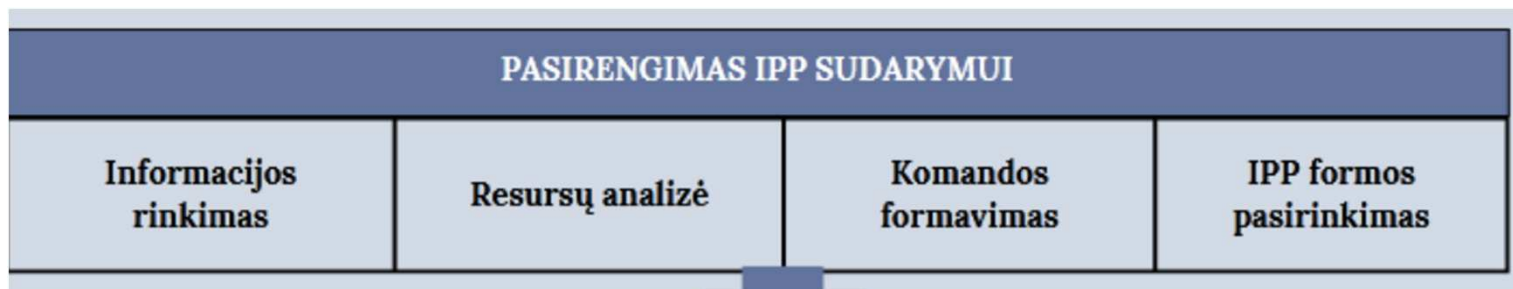 PASIRENGIMAS IPP SUDARYMUI
Informacijos
rinkimas
Resursų analizė
Komandos
formavimas
IPP formos
pasirinkimas